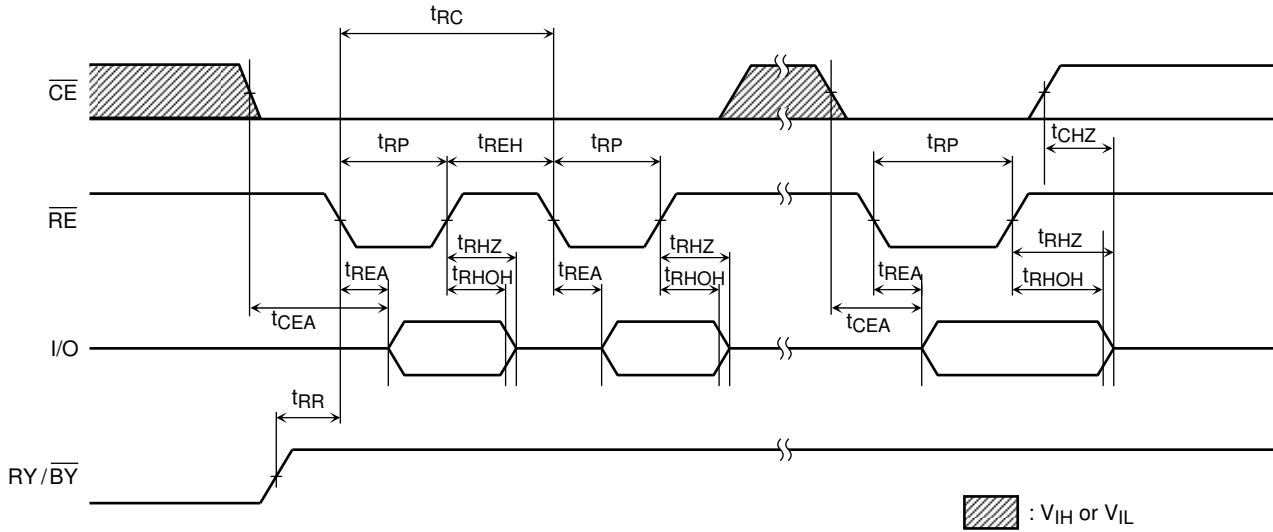 tRC
CE
tCHZ
tRP tREH tRP tRP
RE
tRHZ tRHZ tRHZ
tREA tRHOH tREA tRHOH tREA tRHOH
tCEA tCEA
I/O
tRR
RY/BY
: VIH or VIL